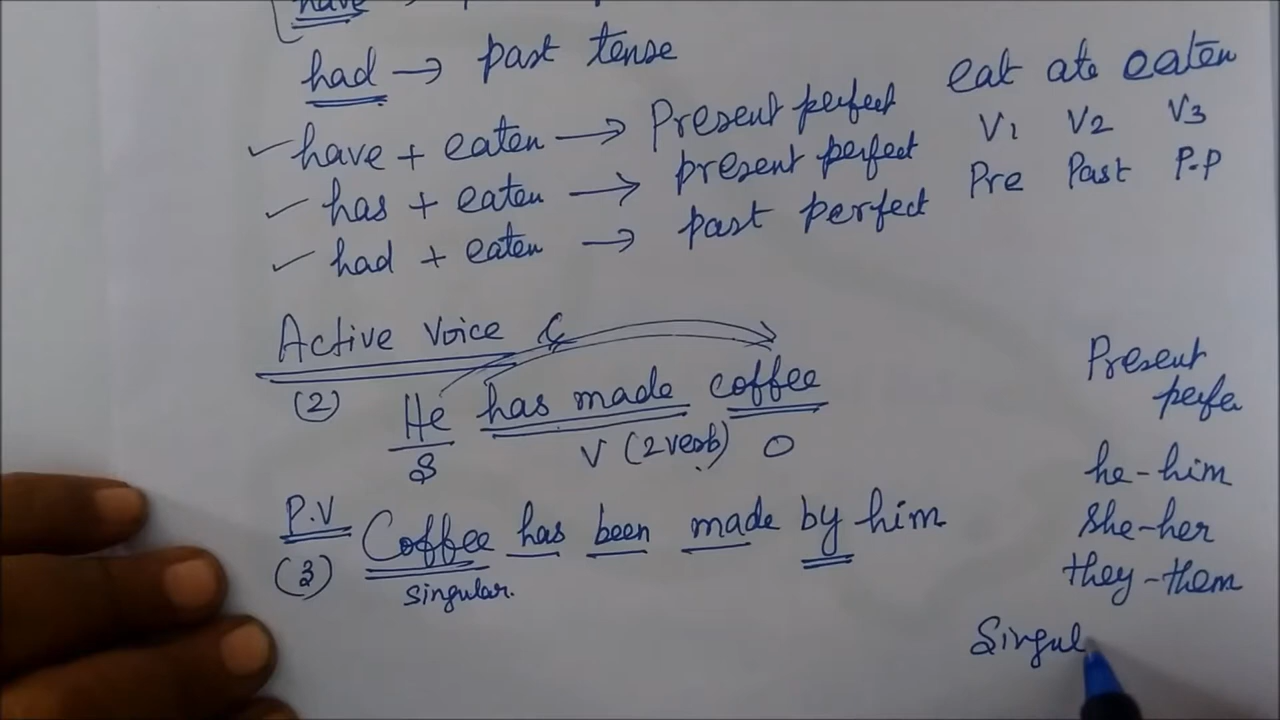 have
had → past tense
eat ate eaten
V1 V2 V3
Pre Past P.P
✓ have + eaten → Present perfect
✓ has + eaten → present perfect
✓ had + eaten → past perfect
Active Voice
(2) He has made coffee
S V (2verb) O
P.V
(3) Coffee has been made by him
singular.
Present
perfe
he - him
she - her
they - them
Singul